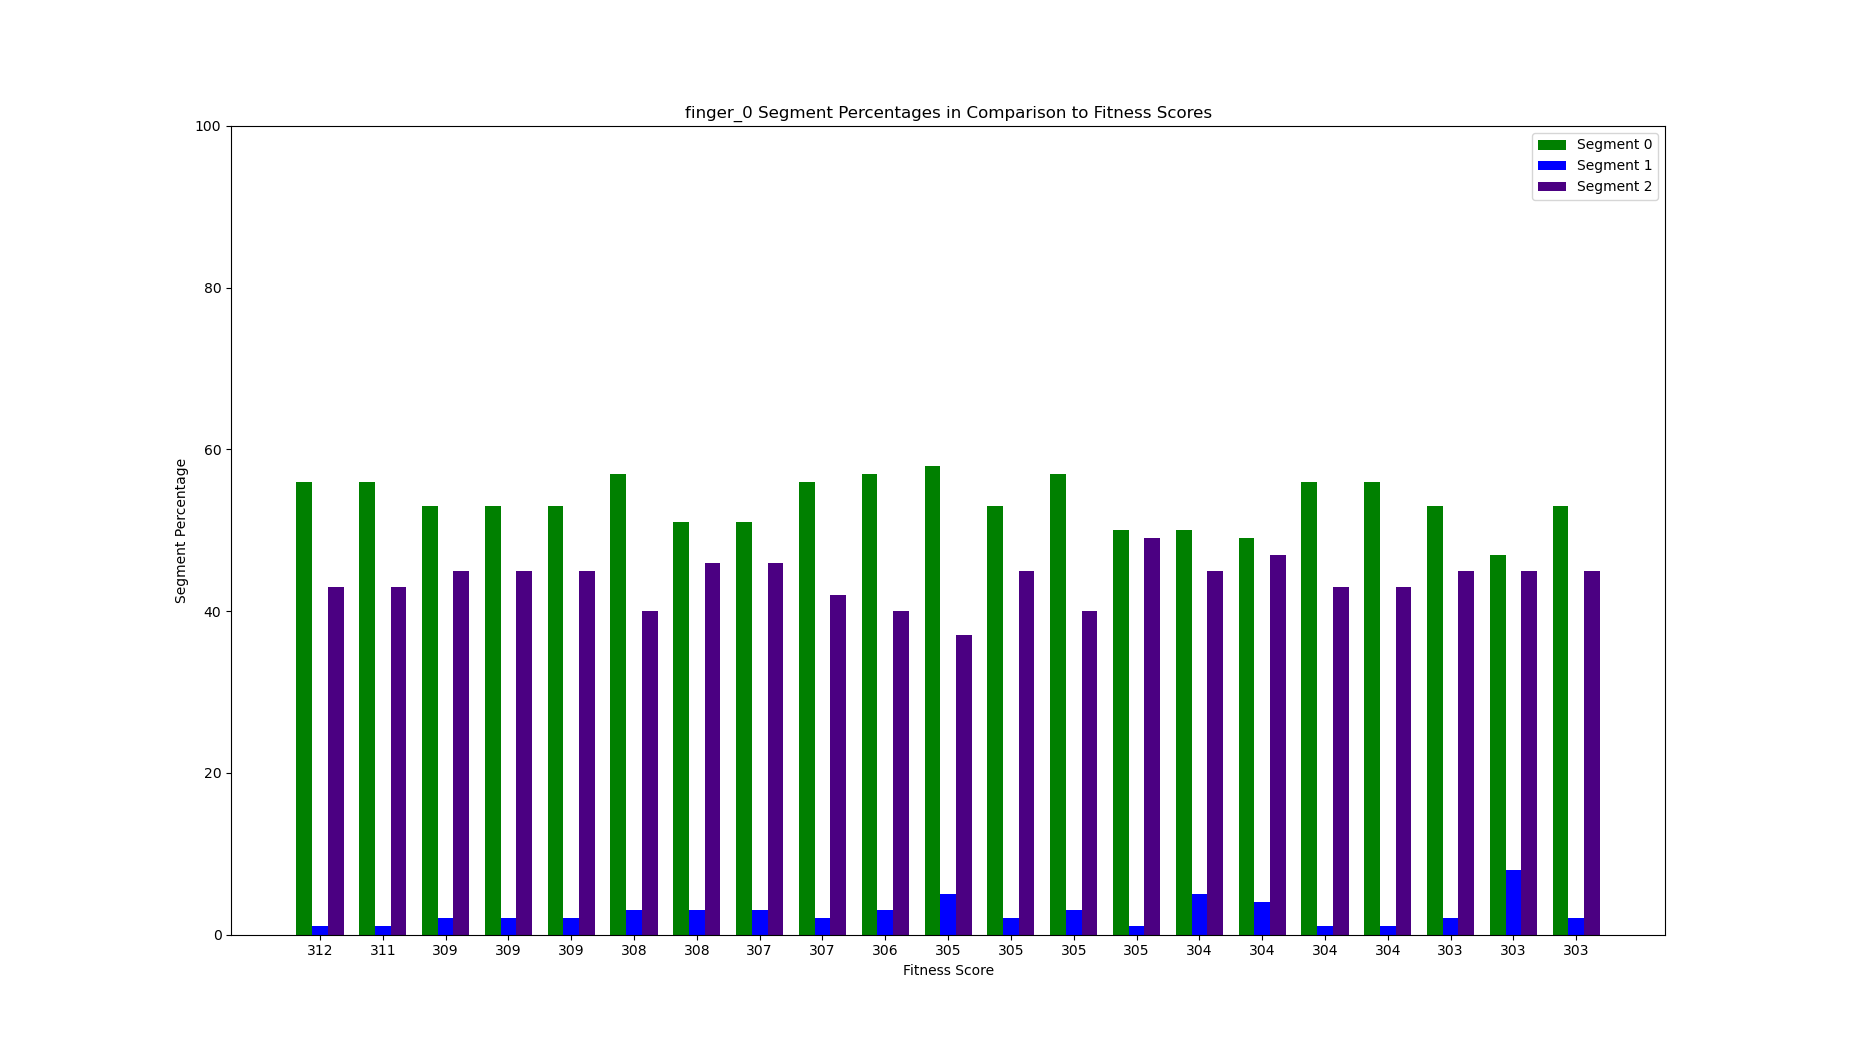 finger_0 Segment Percentages in Comparison to Fitness Scores
100
80
60
40
20
0
Segment Percentage
Segment 0
Segment 1
Segment 2
312 311 309 309 309 308 308 307 307 306 305 305 305 305 304 304 304 304 303 303 303
Fitness Score